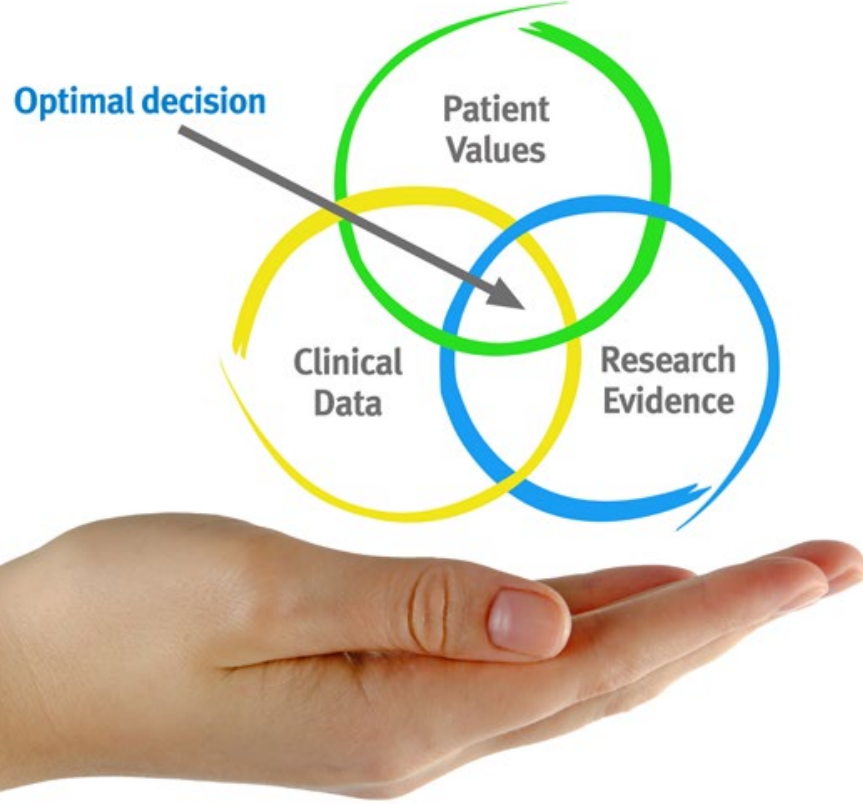 Optimal decision
Patient
Values
Clinical
Data
Research
Evidence